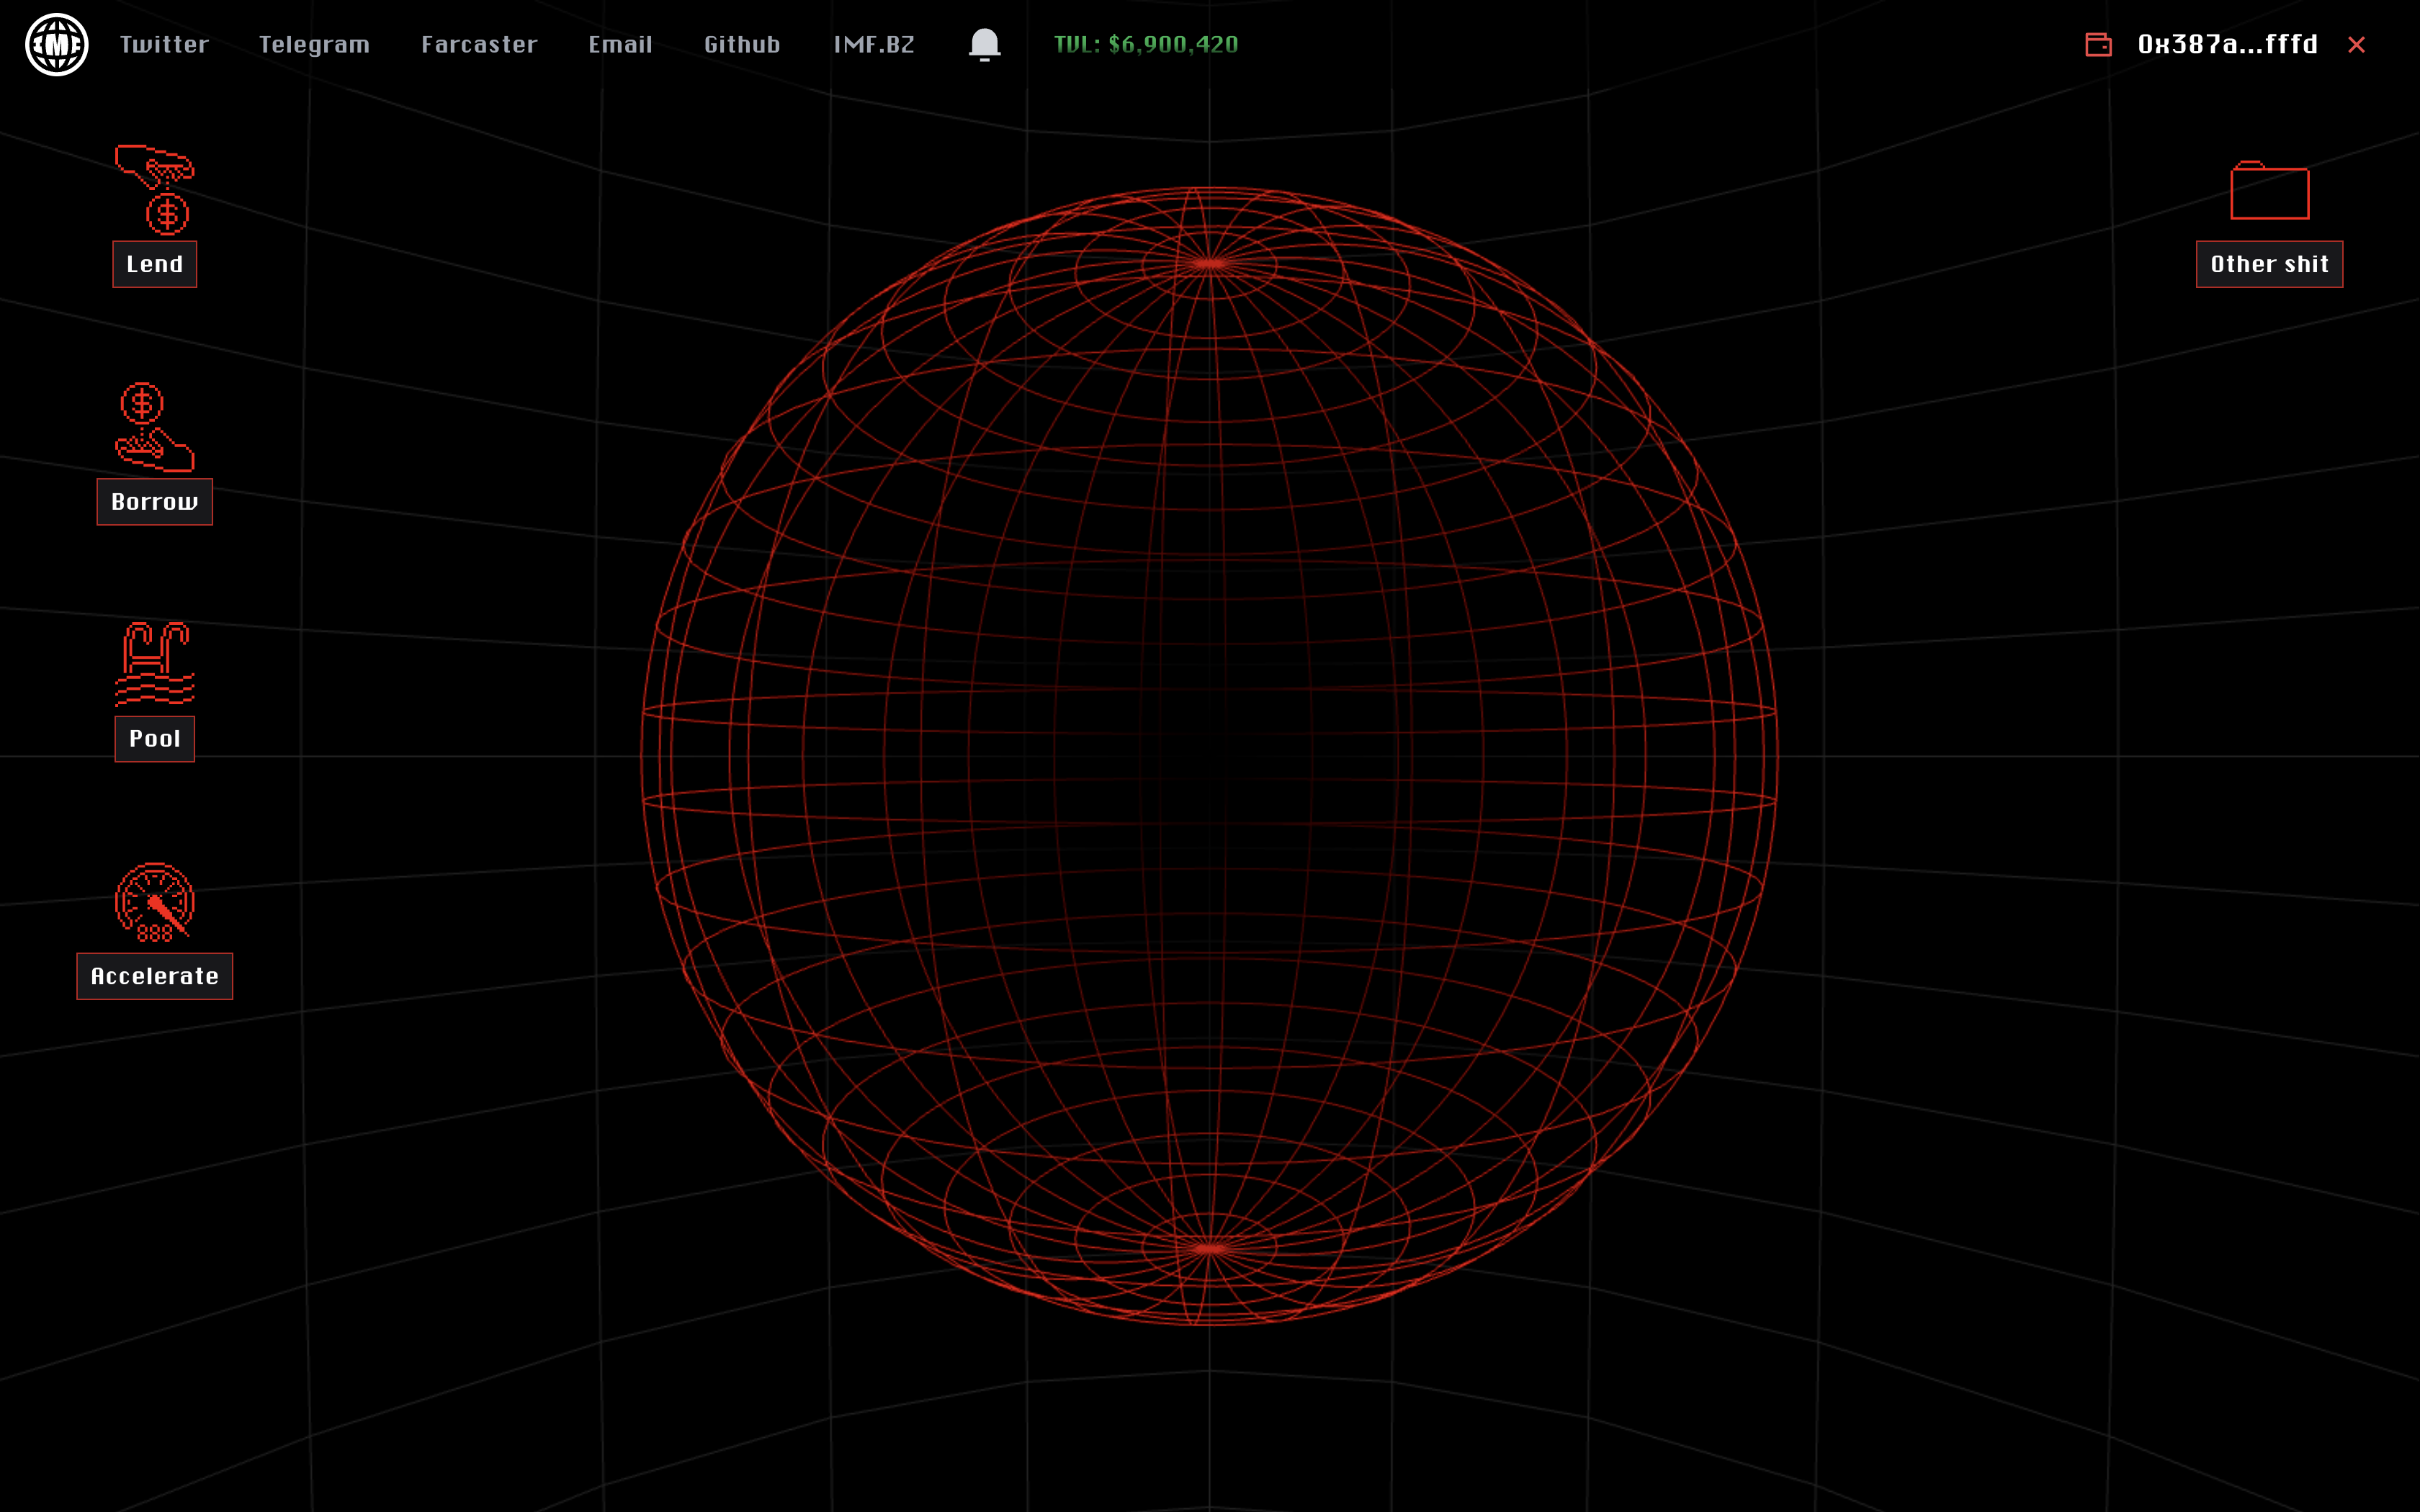 IMF Twitter Telegram Farcaster Email Github IMF.BZ TVL: $6,900,420 0x387a...fffd
Lend
Other shit
Borrow
Pool
888
Accelerate